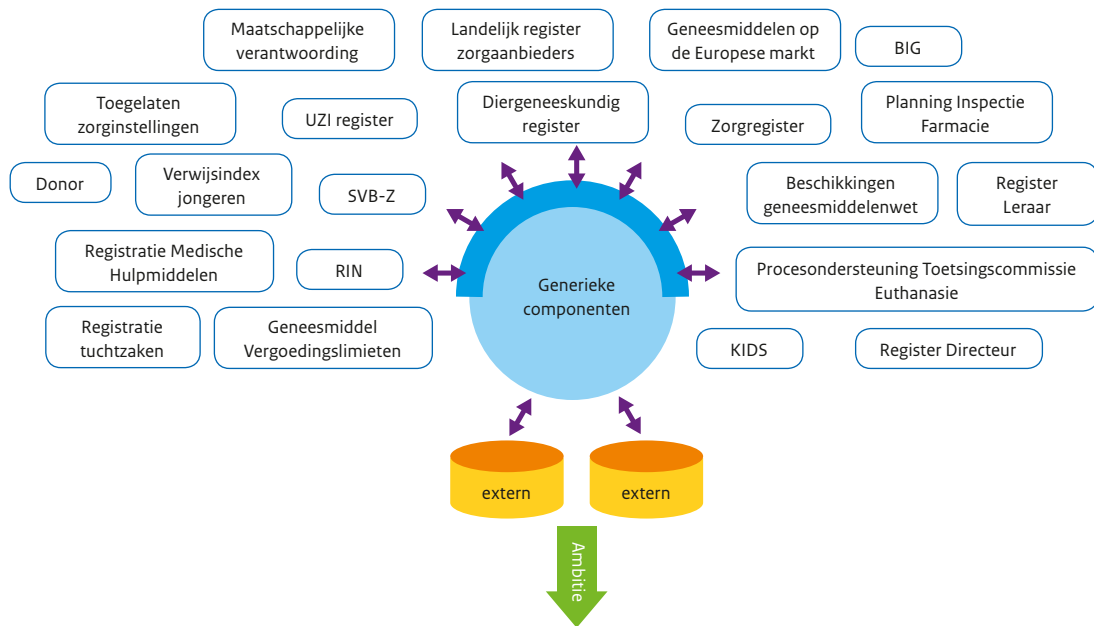 Maatschappelijke
verantwoording
Landelijk register
zorgaanbieders
Geneesmiddelen op
de Europese markt
BIG
Toegelaten
zorginstellingen
UZI register
Diergeneeskundig
register
Zorgregister
Planning Inspectie
Farmacie
Donor
Verwijsindex
jongeren
SVB-Z
Beschikkingen
geneesmiddelenwet
Register
Leraar
Registratie Medische
Hulpmiddelen
RIN
Generieke
componenten
Procesondersteuning Toetsingscommissie
Euthanasie
Registratie
tuchtzaken
Geneesmiddel
Vergoedingslimieten
KIDS
Register Directeur
extern
extern
Ambitie